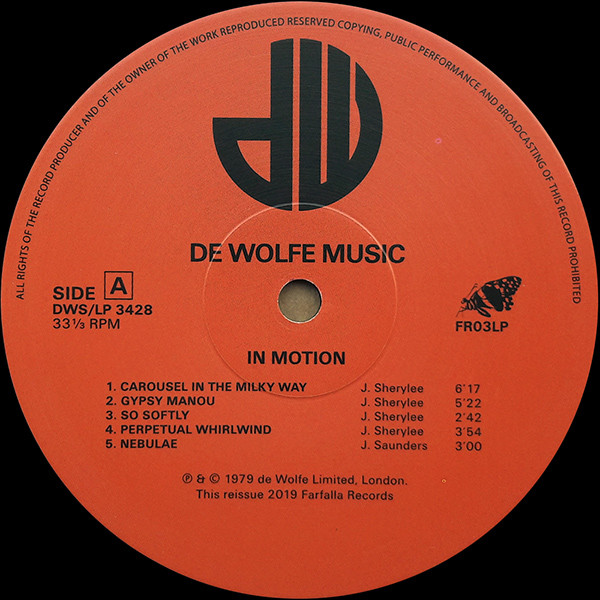 ALL RIGHTS OF THE RECORD PRODUCER AND OF THE OWNER OF THE WORK REPRODUCED RESERVED COPYING, PUBLIC PERFORMANCE AND BROADCASTING OF THIS RECORD PROHIBITED
dW
DE WOLFE MUSIC
SIDE A
DWS/LP 3428
33⅓ RPM
FR03LP
IN MOTION
1. CAROUSEL IN THE MILKY WAY J. Sherylee 6'17
2. GYPSY MANOU J. Sherylee 5'22
3. SO SOFTLY J. Sherylee 2'42
4. PERPETUAL WHIRLWIND J. Sherylee 3'54
5. NEBULAE J. Saunders 3'00
℗ & © 1979 de Wolfe Limited, London.
This reissue 2019 Farfalla Records